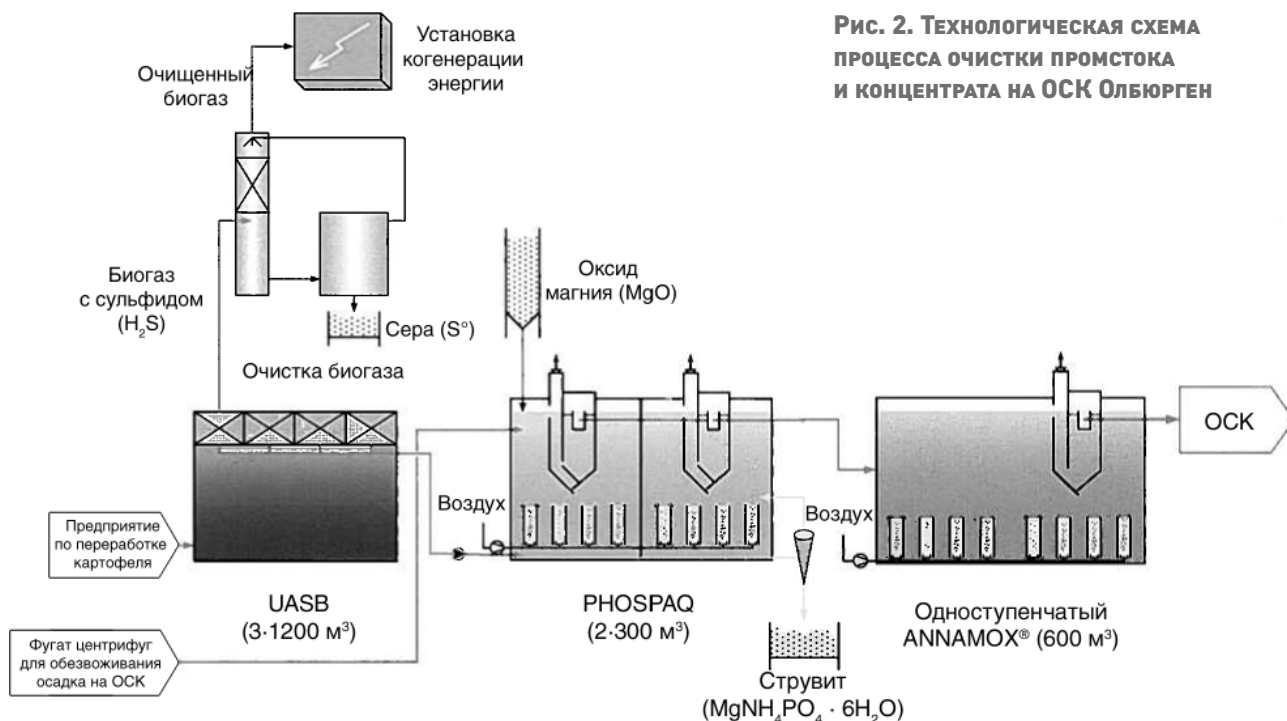 Рис. 2. Технологическая схема
процесса очистки промстока
и концентрата на ОСК Олбюрген
Установка
когенерации
энергии
Очищенный
биогаз
Биогаз
с сульфидом
(H₂S)
Сера (S°)
Очистка биогаза
Оксид
магния (MgO)
ОСК
Воздух
Воздух
Предприятие
по переработке
картофеля
UASB
(3·1200 м³)
PHOSPAQ
(2·300 м³)
Одноступенчатый
ANNAMOX® (600 м³)
Фугат центрифуг
для обезвоживания
осадка на ОСК
Струвит
(MgNH₄PO₄ · 6H₂O)